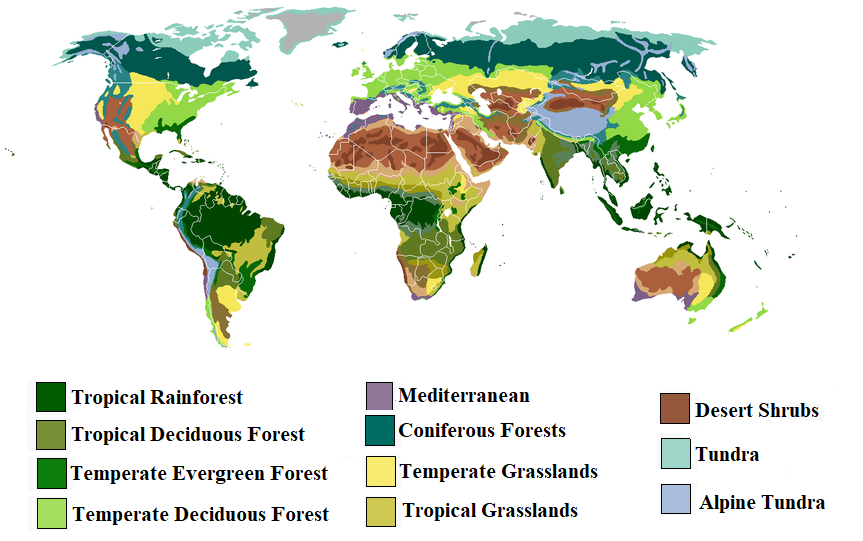 Tropical Rainforest
Tropical Deciduous Forest
Temperate Evergreen Forest
Temperate Deciduous Forest
Mediterranean
Coniferous Forests
Temperate Grasslands
Tropical Grasslands
Desert Shrubs
Tundra
Alpine Tundra